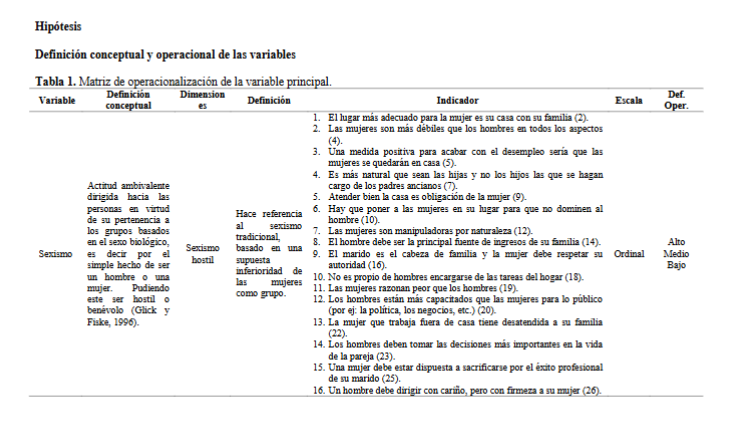 Hipótesis
Definición conceptual y operacional de las variables
Tabla 1. Matriz de operacionalización de la variable principal.
Variable
Definición
conceptual
Dimension
es
Definición
Indicador
Escala
Def.
Oper.
Sexismo
Actitud ambivalente
dirigida hacia las
personas en virtud
de su pertenencia a
los grupos basados
en el sexo biológico,
es decir por el
simple hecho de ser
un hombre o una
mujer. Pudiendo
este ser hostil o
benévolo (Glick y
Fiske, 1996).
Sexismo
hostil
Hace referencia
al sexismo
tradicional,
basado en una
supuesta
inferioridad de
las mujeres
como grupo.
1. El lugar más adecuado para la mujer es su casa con su familia (2).
2. Las mujeres son más débiles que los hombres en todos los aspectos
(4).
3. Una medida positiva para acabar con el desempleo sería que las
mujeres se quedarán en casa (5).
4. Es más natural que sean las hijas y no los hijos las que se hagan
cargo de los padres ancianos (7).
5. Atender bien la casa es obligación de la mujer (9).
6. Hay que poner a las mujeres en su lugar para que no dominen al
hombre (10).
7. Las mujeres son manipuladoras por naturaleza (12).
8. El hombre debe ser la principal fuente de ingresos de su familia (14).
9. El marido es el cabeza de familia y la mujer debe respetar su
autoridad (16).
10. No es propio de hombres encargarse de las tareas del hogar (18).
11. Las mujeres razonan peor que los hombres (19).
12. Los hombres están más capacitados que las mujeres para lo público
(por ej: la política, los negocios, etc.) (20).
13. La mujer que trabaja fuera de casa tiene desatendida a su familia
(22).
14. Los hombres deben tomar las decisiones más importantes en la vida
de la pareja (23).
15. Una mujer debe estar dispuesta a sacrificarse por el éxito profesional
de su marido (25).
16. Un hombre debe dirigir con cariño, pero con firmeza a su mujer (26).
Ordinal
Alto
Medio
Bajo